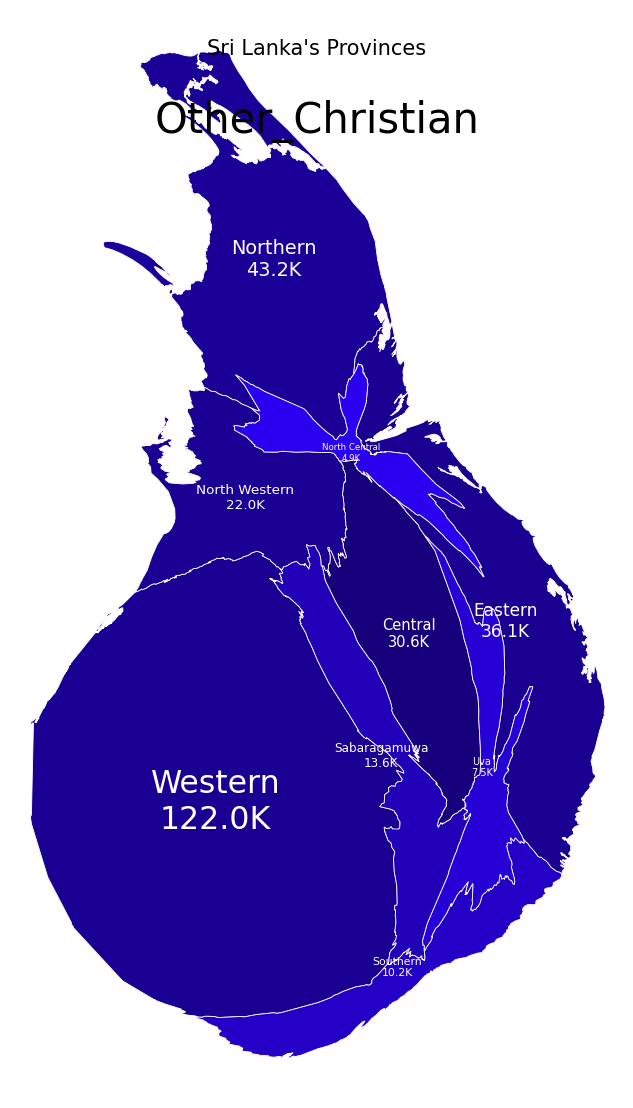 Sri Lanka's Provinces
Other_Christian
Northern
43.2K
North Central
4.9K
North Western
22.0K
Eastern
36.1K
Central
30.6K
Sabaragamuwa
13.6K
Uva
7.5K
Western
122.0K
Southern
10.2K